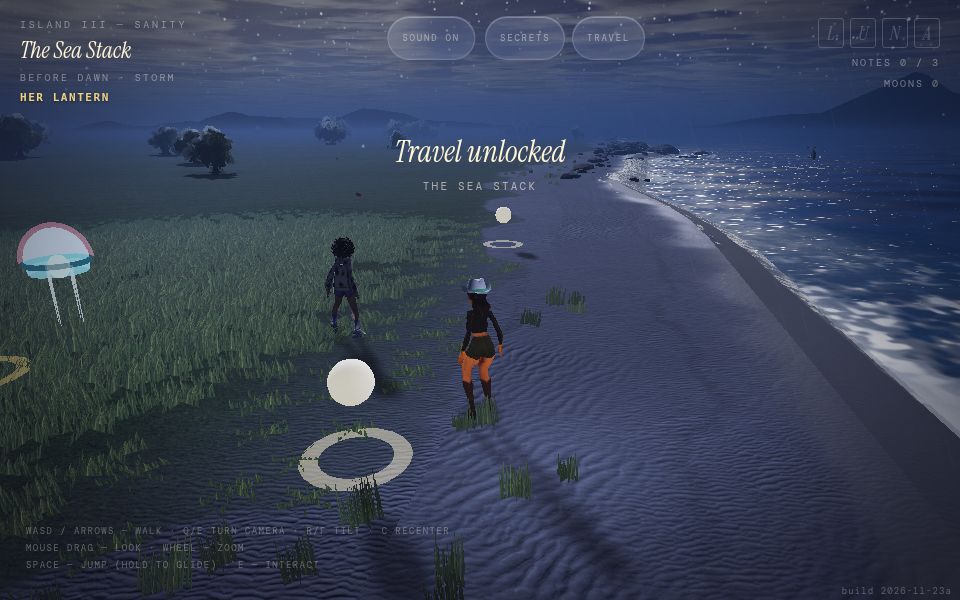 ISLAND III — SANITY
The Sea Stack
BEFORE DAWN · STORM
HER LANTERN
SOUND ON
SECRETS
TRAVEL
L U N A
NOTES 0 / 3
MOONS 0
Travel unlocked
THE SEA STACK
WASD / ARROWS — WALK · Q/E TURN CAMERA · R/F TILT · C RECENTER
MOUSE DRAG — LOOK · WHEEL — ZOOM
SPACE — JUMP (HOLD TO GLIDE) · E — INTERACT
build 2026-11-23a